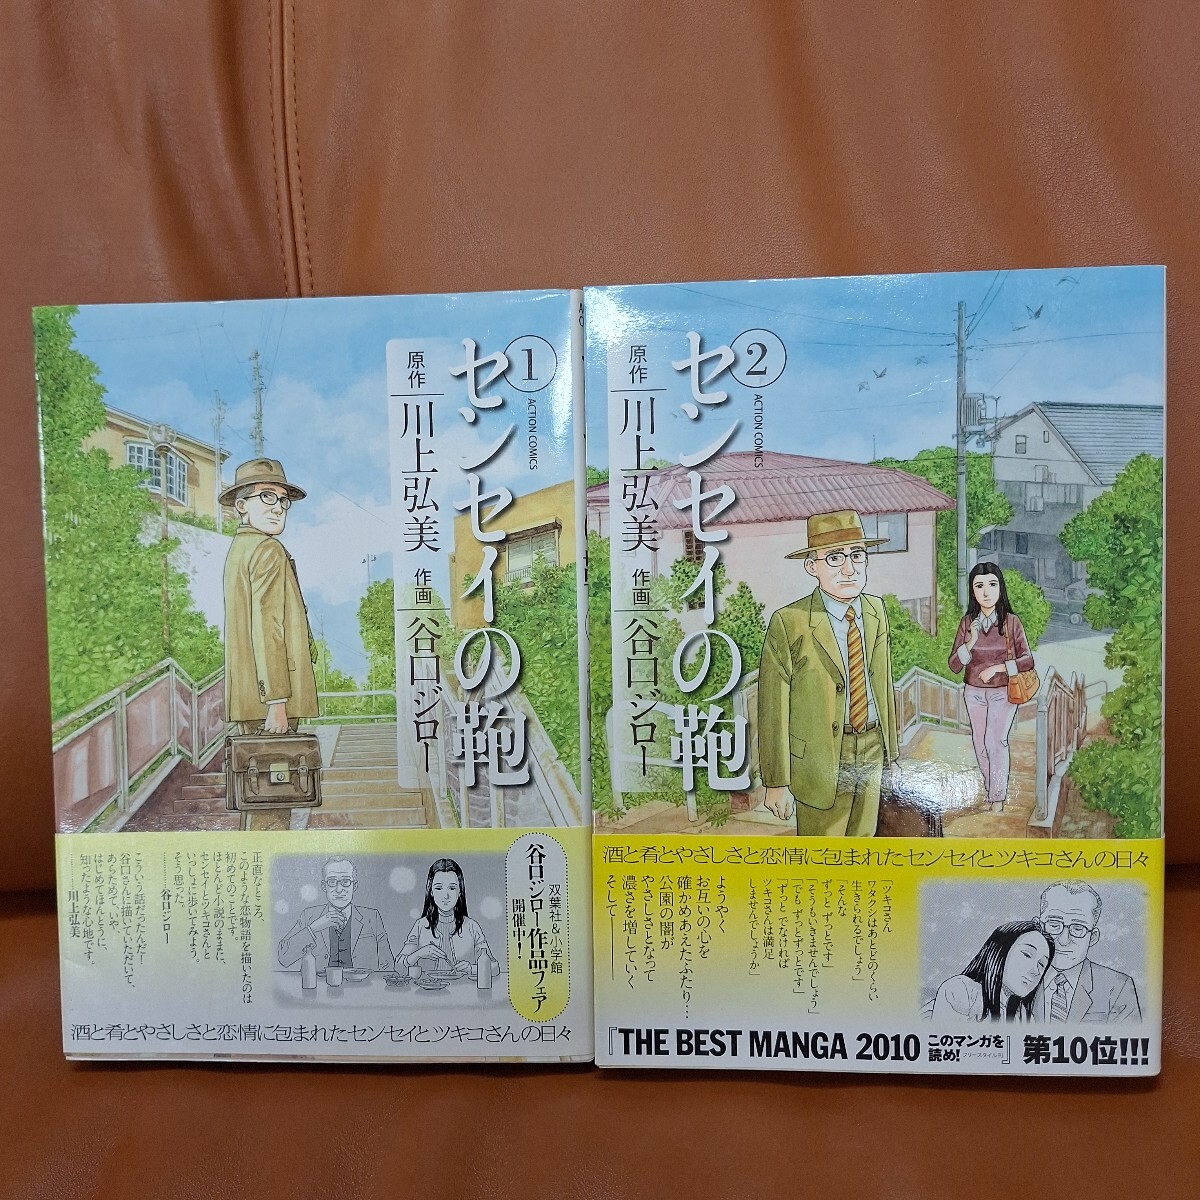 1
ACTION COMICS
センセイの鞄
原作
川上弘美
作画
谷口ジロー
双葉社&小学館
谷口ジロー作品フェア
開催中!
正直なところ、
このような恋物語を描いたのは
初めてのことです。
ほとんど小説のままに、
センセイとツキコさんと
いっしょに歩いてみよう。
そう思った。
――谷口ジロー
こういう話だったんだ!
谷口さんに描いていただいて、
あらためて、いや、
はじめてほんとうに、
知ったような心地です。
――川上弘美
酒と肴とやさしさと恋情に包まれたセンセイとツキコさんの日々
2
ACTION COMICS
センセイの鞄
原作
川上弘美
作画
谷口ジロー
酒と肴とやさしさと恋情に包まれたセンセイとツキコさんの日々
「ツキコさん
ワタクシはあとどのくらい
生きられるでしょう」
「そんな
ずっとずっとです」
「そうもいきませんでしょう」
「でも ずっとずっとです」
「ずっとでなければ
ツキコさんは満足
しませんでしょうか」
ようやく
お互いの心を
確かめあえたふたり…
公園の闇が
やさしさとなって
濃さを増していく
そして――
『THE BEST MANGA 2010 このマンガを読め! フリースタイル刊』第10位!!!